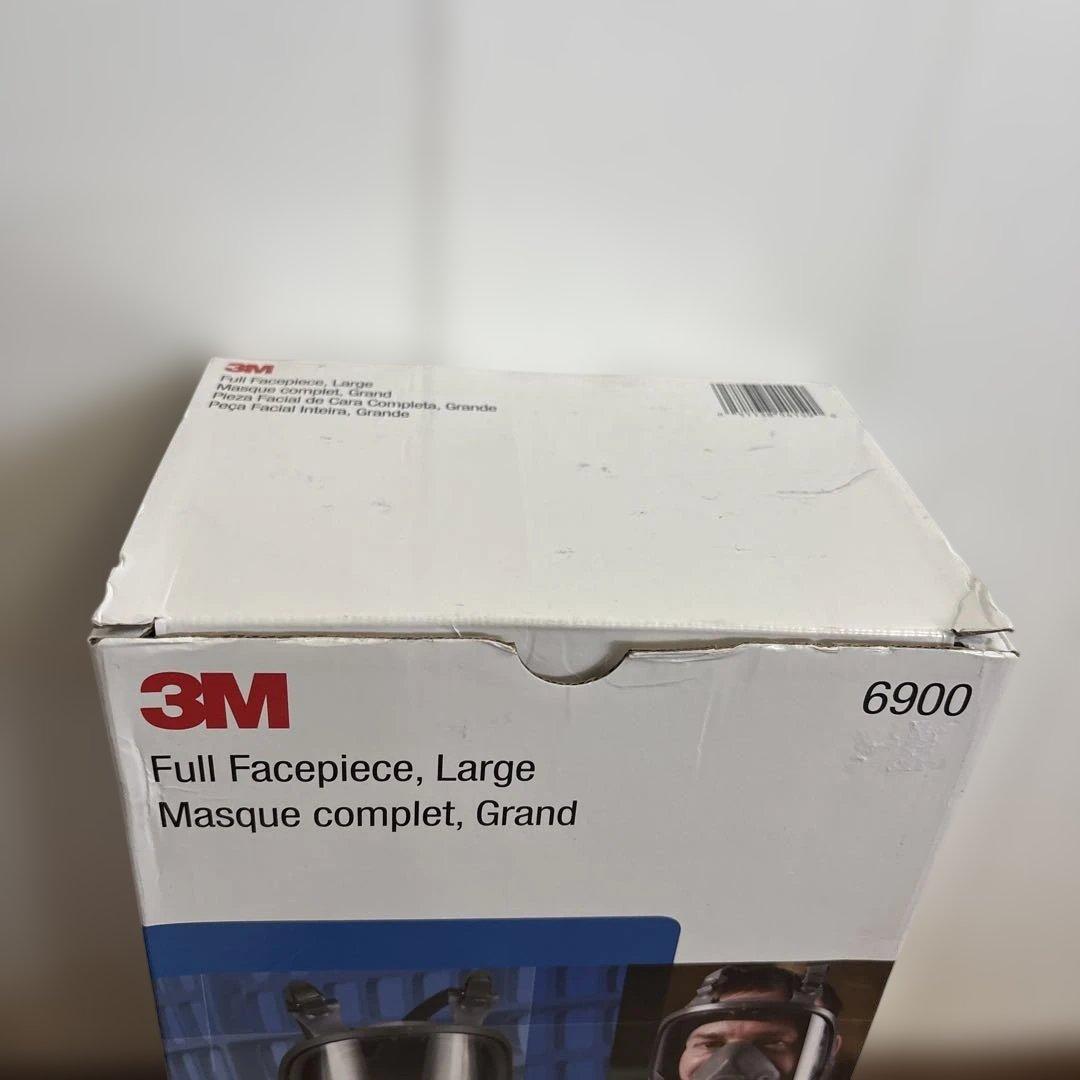 3M
Full Facepiece, Large
Masque complet, Grand
Pieza Facial de Cara Completa, Grande
Peça Facial Inteira, Grande
3M
6900
Full Facepiece, Large
Masque complet, Grand